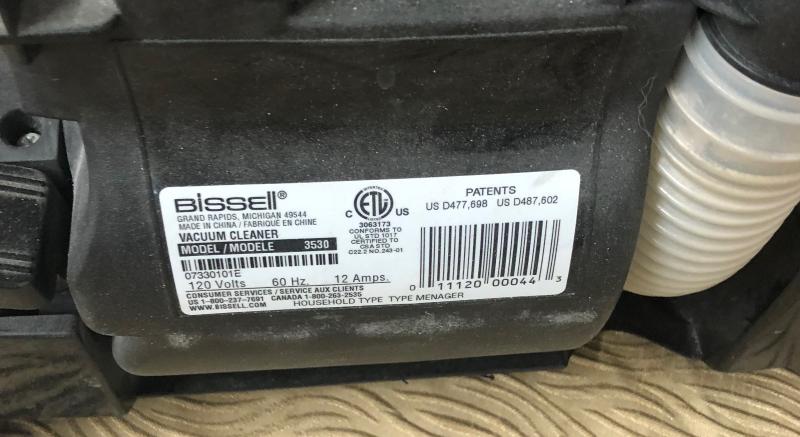 BISSELL®
GRAND RAPIDS, MICHIGAN 49544
MADE IN CHINA / FABRIQUÉ EN CHINE
VACUUM CLEANER
MODEL / MODELE 3530
07330101E
120 Volts 60 Hz. 12 Amps.
CONSUMER SERVICES / SERVICE AUX CLIENTS
US 1-800-237-7691 CANADA 1-800-263-2535
WWW.BISSELL.COM
HOUSEHOLD TYPE TYPE MENAGER
C ETL US
3063173
CONFORMS TO
UL STD 1017
CERTIFIED TO
CSA STD
C22.2 NO.243-01
PATENTS
US D477,698 US D487,602
0 11120 00044 3